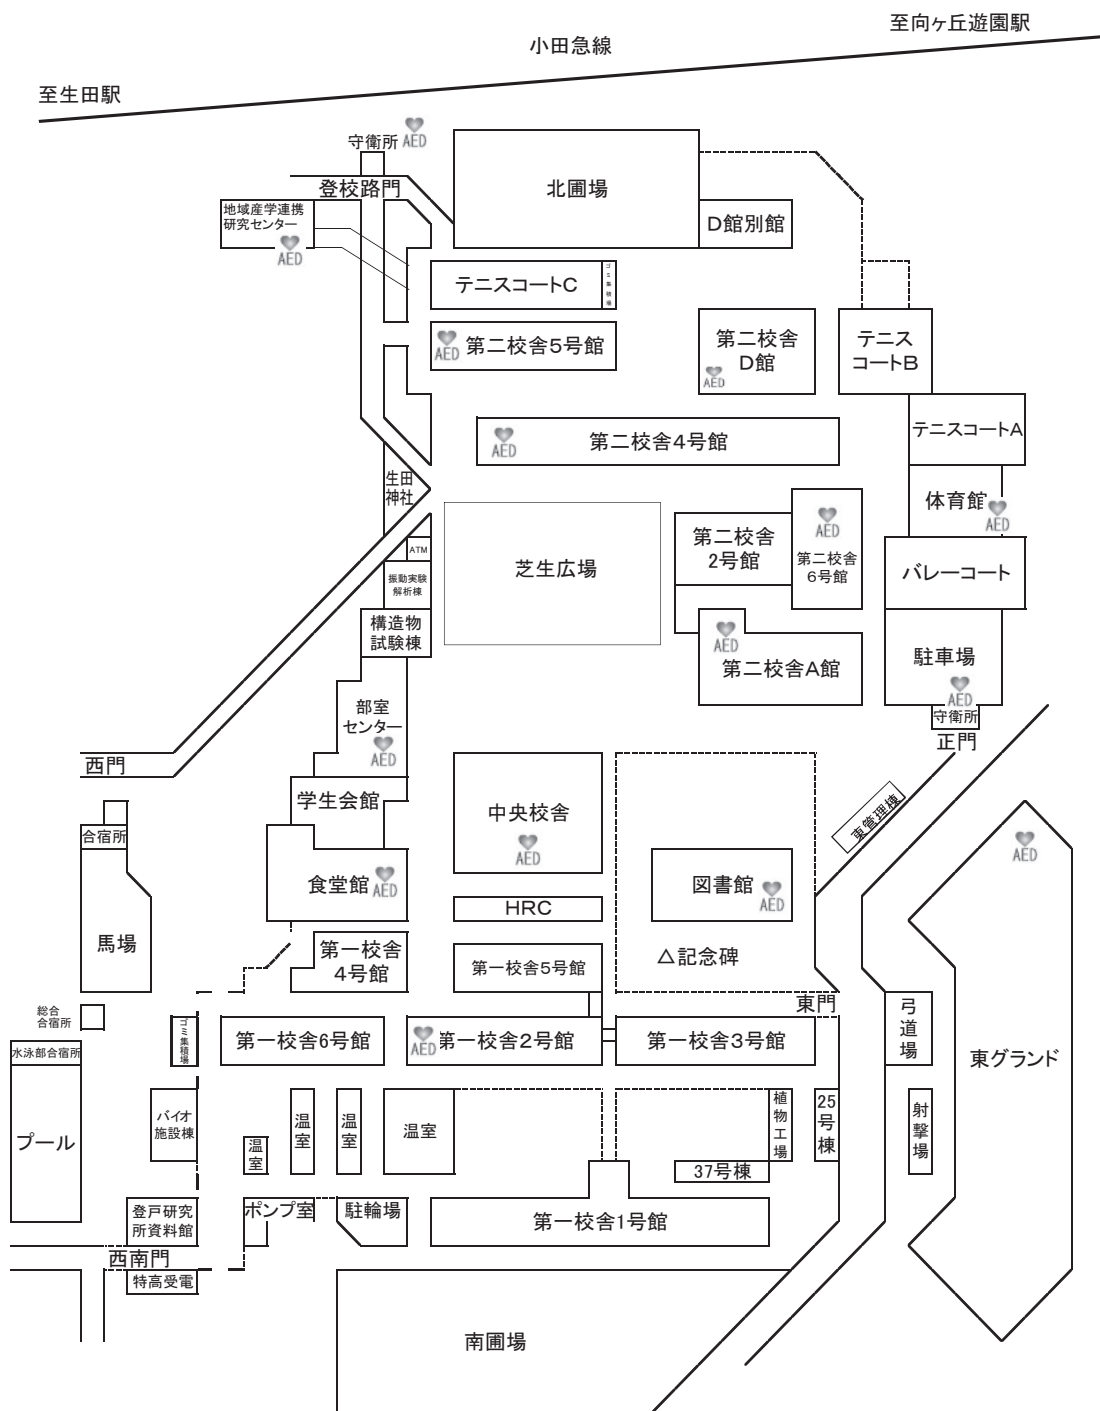 至向ヶ丘遊園駅
小田急線
至生田駅
守衛所
AED
登校路門
北圃場
地域産学連携
研究センター
AED
D館別館
テニスコートC
ゴミ集積場
AED
第二校舎5号館
第二校舎
D館
AED
テニス
コートB
テニスコートA
AED
第二校舎4号館
生田
神社
体育館
AED
ATM
振動実験
解析棟
芝生広場
第二校舎
2号館
AED
第二校舎
6号館
バレーコート
構造物
試験棟
AED
第二校舎A館
駐車場
AED
守衛所
正門
部室
センター
AED
西門
学生会館
中央校舎
AED
東管理棟
合宿所
食堂館
AED
図書館
AED
AED
HRC
馬場
第一校舎
4号館
第一校舎5号館
△記念碑
東門
総合
合宿所
ゴミ集積場
第一校舎6号館
AED
第一校舎2号館
第一校舎3号館
弓道場
東グランド
水泳部合宿所
プール
バイオ
施設棟
温室
温室
温室
温室
植物工場
25号棟
射撃場
37号棟
登戸研究
所資料館
ポンプ室
駐輪場
第一校舎1号館
西南門
特高受電
南圃場